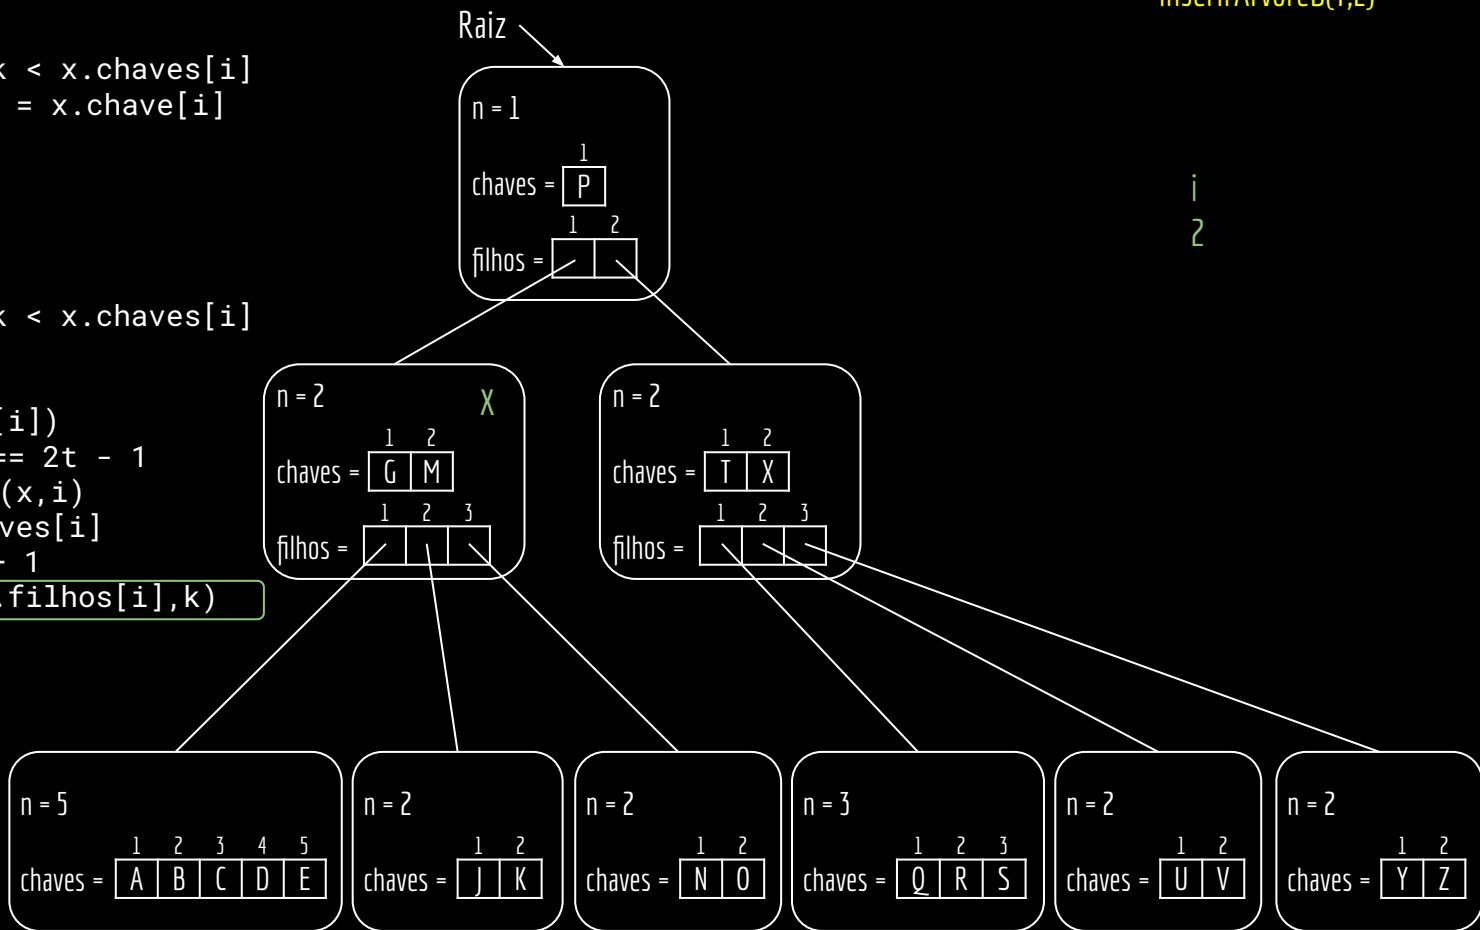 Raiz
k < x.chaves[i]
= x.chave[i]
n = 1
1
chaves = P
1 2
filhos =
i
2
k < x.chaves[i]
[i])
== 2t - 1
(x,i)
ves[i]
- 1
.filhos[i],k)
n = 2
X
1 2
chaves = G M
1 2 3
filhos =
n = 2
1 2
chaves = T X
1 2 3
filhos =
n = 5
1 2 3 4 5
chaves = A B C D E
n = 2
1 2
chaves = J K
n = 2
1 2
chaves = N O
n = 3
1 2 3
chaves = Q R S
n = 2
1 2
chaves = U V
n = 2
1 2
chaves = Y Z